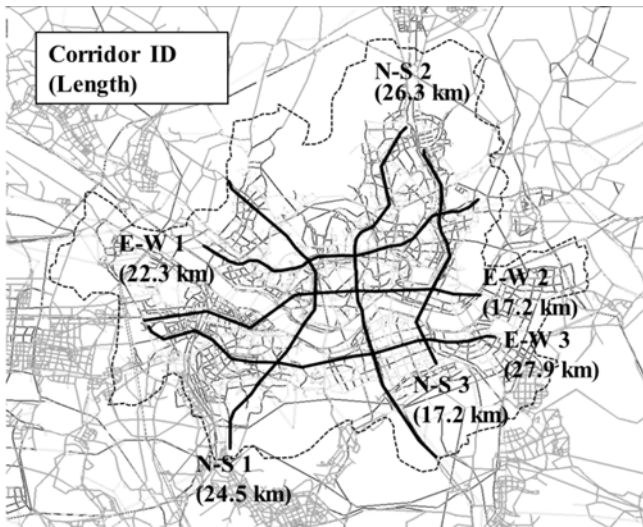 Corridor ID
(Length)
N-S 2
(26.3 km)
E-W 1
(22.3 km)
E-W 2
(17.2 km)
E-W 3
(27.9 km)
N-S 3
(17.2 km)
N-S 1
(24.5 km)